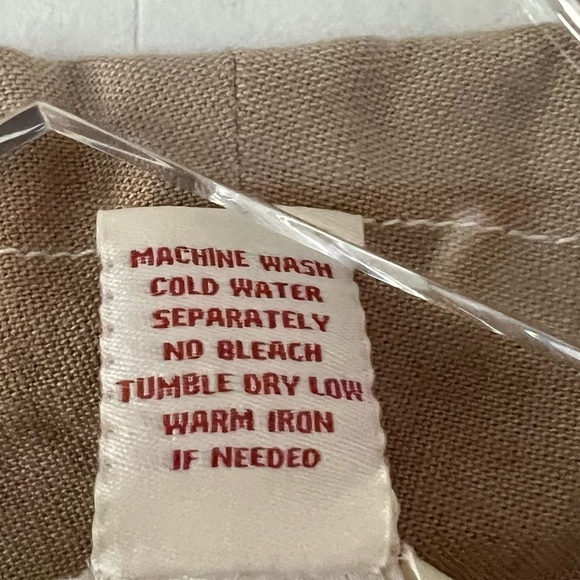 MACHINE WASH
COLD WATER
SEPARATELY
NO BLEACH
TUMBLE DRY LOW
WARM IRON
IF NEEDED